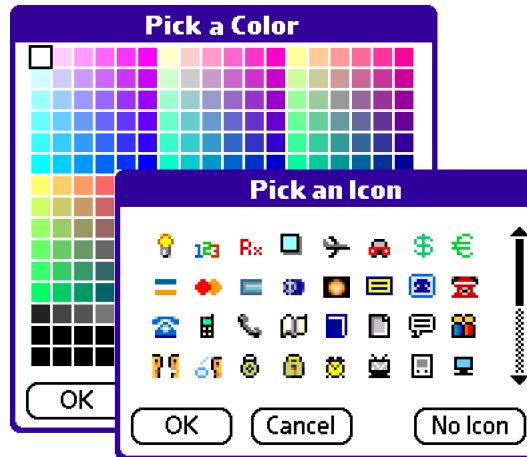 Pick a Color
Pick an Icon
123 Rx $ €
OK
OK Cancel No Icon